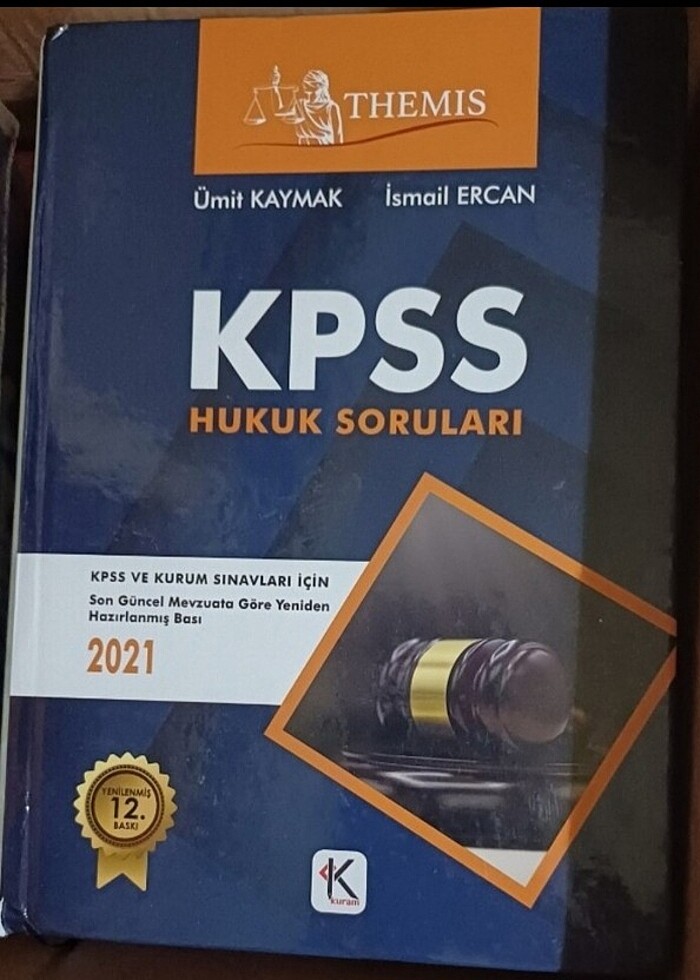 THEMIS
Ümit KAYMAK İsmail ERCAN
KPSS
HUKUK SORULARI
KPSS VE KURUM SINAVLARI İÇİN
Son Güncel Mevzuata Göre Yeniden
Hazırlanmış Bası
2021
YENİLENMİŞ
12.
BASKI
K
kuram